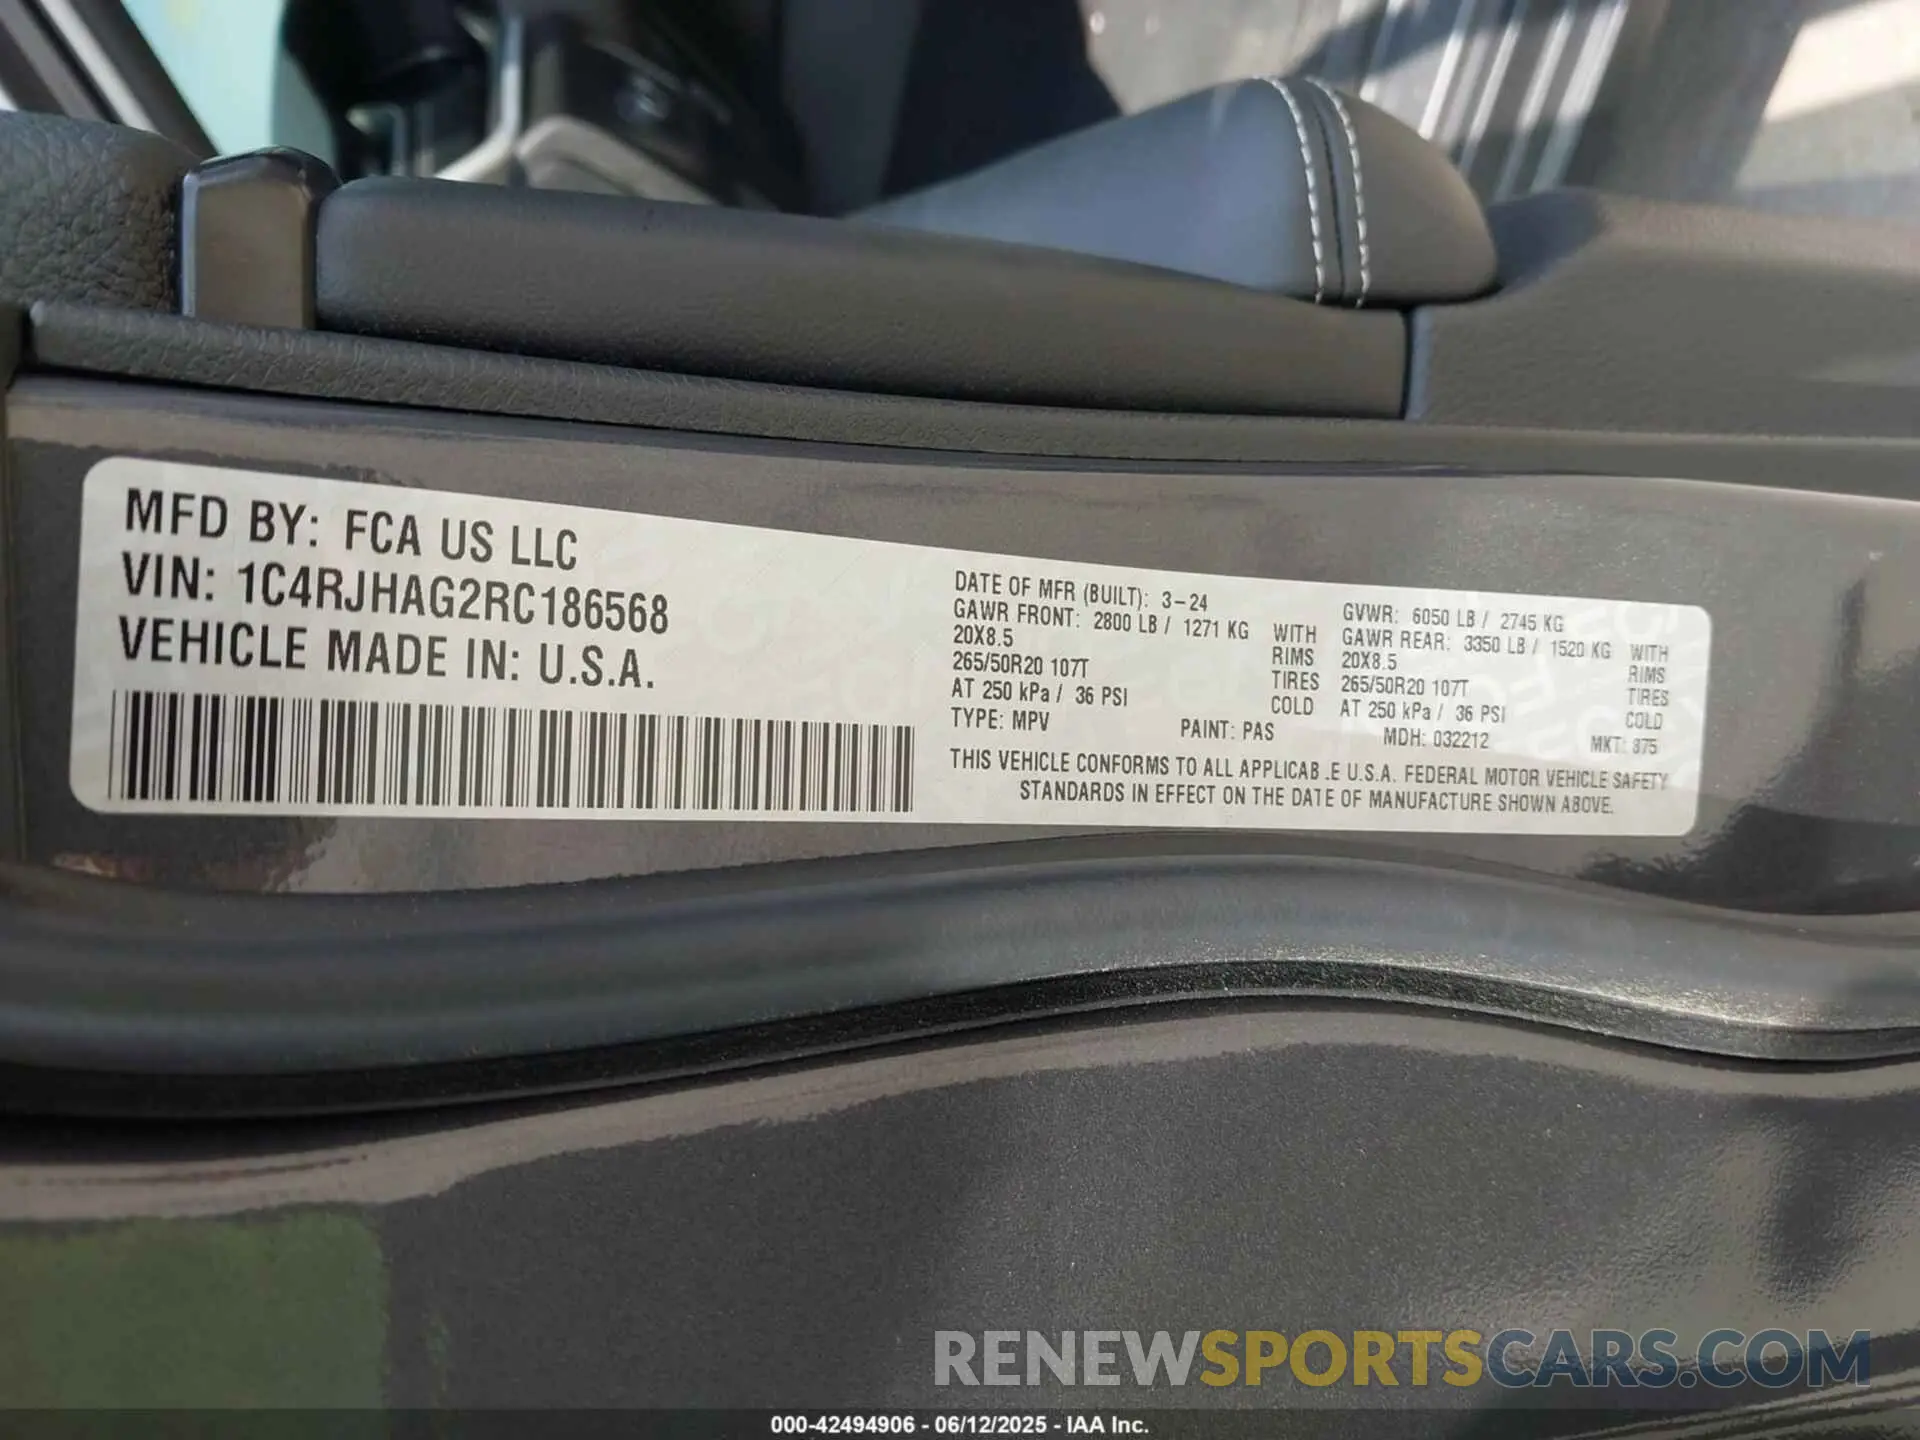 MFD BY: FCA US LLC
VIN: 1C4RJHAG2RC186568
VEHICLE MADE IN: U.S.A.
DATE OF MFR (BUILT): 3-24
GAWR FRONT: 2800 LB / 1271 KG WITH
20X8.5 RIMS
265/50R20 107T TIRES
AT 250 kPa / 36 PSI COLD
TYPE: MPV PAINT: PAS
GVWR: 6050 LB / 2745 KG
GAWR REAR: 3350 LB / 1520 KG WITH
20X8.5 RIMS
265/50R20 107T TIRES
AT 250 kPa / 36 PSI COLD
MDH: 032212 MKT: 875
THIS VEHICLE CONFORMS TO ALL APPLICAB.E U.S.A. FEDERAL MOTOR VEHICLE SAFETY
STANDARDS IN EFFECT ON THE DATE OF MANUFACTURE SHOWN ABOVE.
RENEWSPORTSCARS.COM
000-42494906 - 06/12/2025 - IAA Inc.